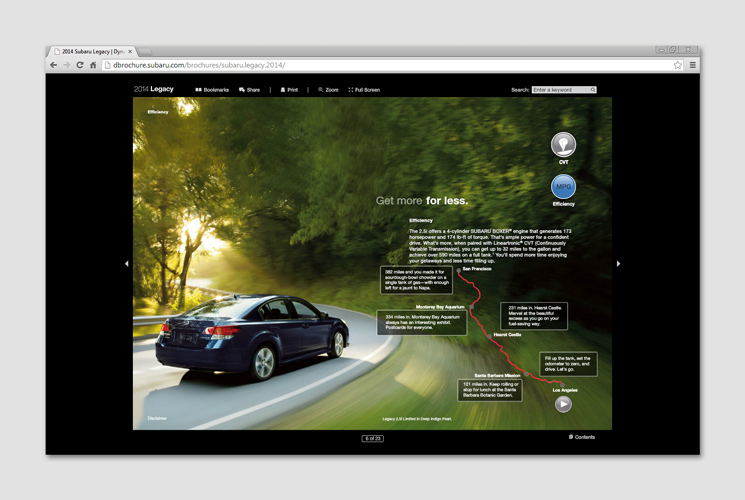 2014 Subaru Legacy | Dyn
dbrochure.subaru.com/brochures/subaru.legacy.2014/
2014 Legacy
Bookmarks
Share
Print
Zoom
Full Screen
Search:
Enter a keyword
Efficiency
CVT
MPG
Efficiency
Get more for less.
Efficiency
The 2.5i offers a 4-cylinder SUBARU BOXER® engine that generates 173
horsepower and 174 lb-ft of torque. That's ample power for a confident
drive. What's more, when paired with Lineartronic® CVT (Continuously
Variable Transmission), you can get up to 32 miles to the gallon and
achieve over 590 miles on a full tank.* You'll spend more time enjoying
your getaways and less time filling up.
San Francisco
382 miles and you made it for
sourdough-bowl chowder on a
single tank of gas—with enough
left for a jaunt to Napa.
Monterey Bay Aquarium
334 miles in. Monterey Bay Aquarium
always has an interesting exhibit.
Postcards for everyone.
231 miles in. Hearst Castle.
Marvel at the beautiful
excess as you go on your
fuel-saving way.
Hearst Castle
Fill up the tank, set the
odometer to zero, and
drive. Let's go.
Santa Barbara Mission
101 miles in. Keep rolling or
stop for lunch at the Santa
Barbara Botanic Garden.
Los Angeles
Disclaimer
Legacy 2.5i Limited in Deep Indigo Pearl.
6 of 23
Contents